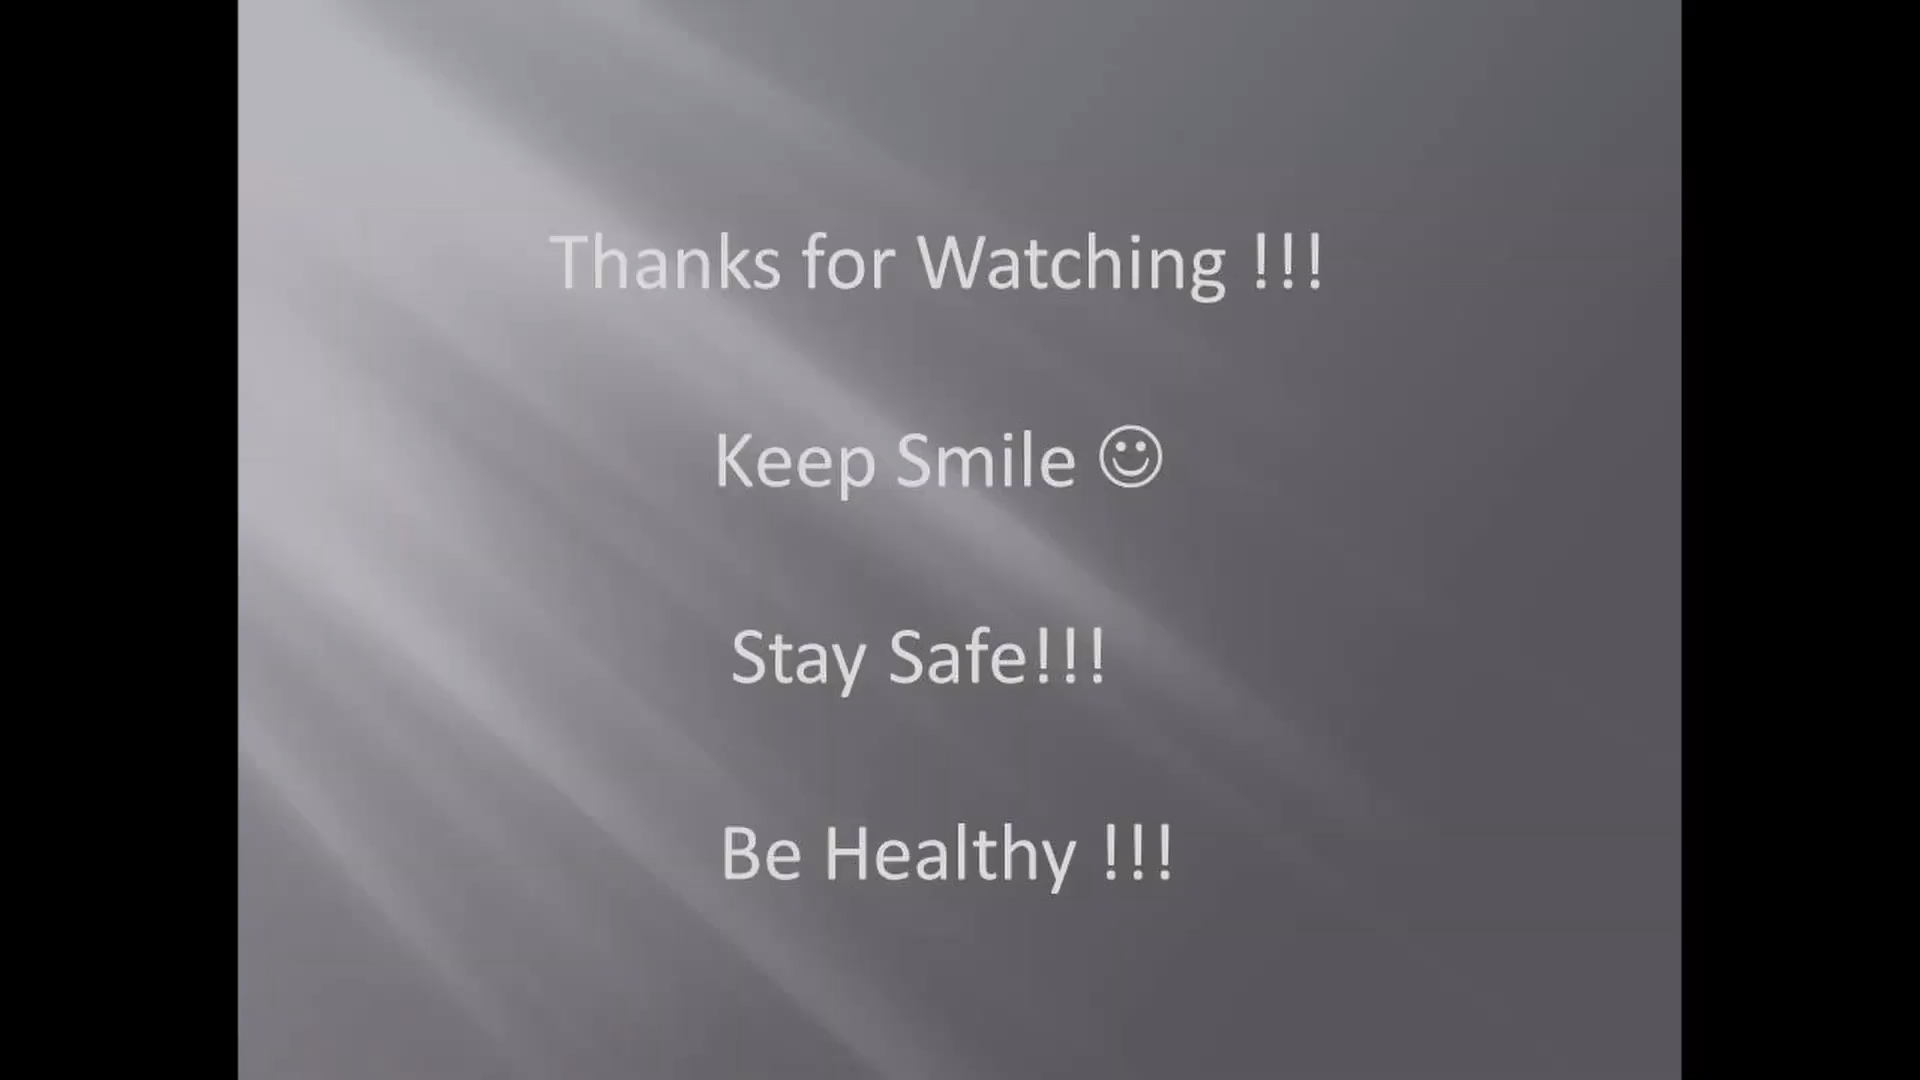 Thanks for Watching !!!
Keep Smile ☺
Stay Safe!!!
Be Healthy !!!